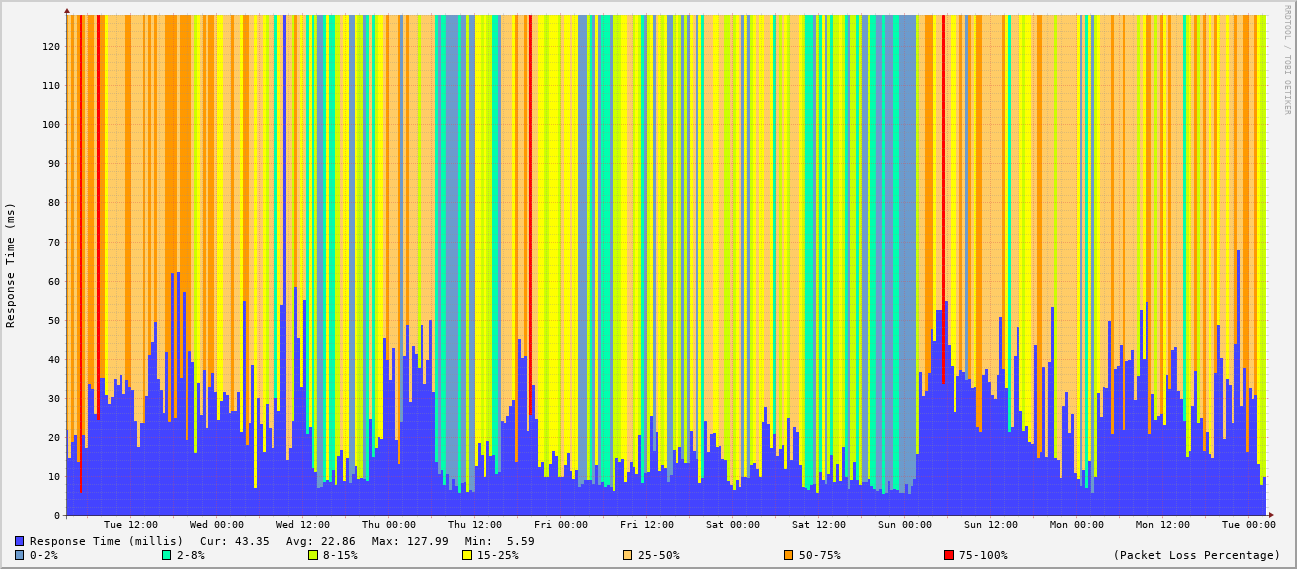 RRDTOOL / TOBI OETIKER
Response Time (ms)
120
110
100
90
80
70
60
50
40
30
20
10
0
Tue 12:00 Wed 00:00 Wed 12:00 Thu 00:00 Thu 12:00 Fri 00:00 Fri 12:00 Sat 00:00 Sat 12:00 Sun 00:00 Sun 12:00 Mon 00:00 Mon 12:00 Tue 00:00
Response Time (millis) Cur: 43.35 Avg: 22.86 Max: 127.99 Min: 5.59
0-2% 2-8% 8-15% 15-25% 25-50% 50-75% 75-100% (Packet Loss Percentage)